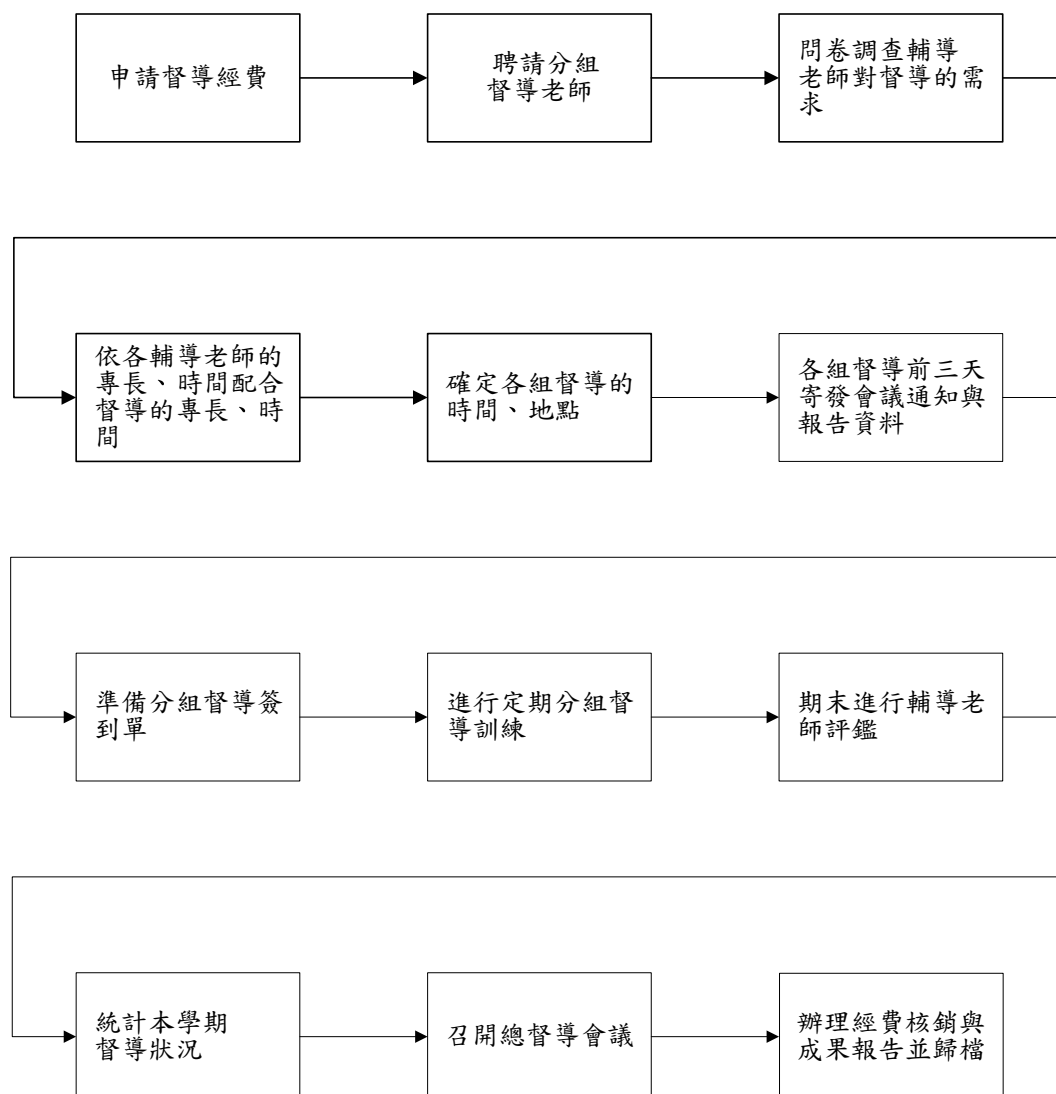 申請督導經費
聘請分組
督導老師
問卷調查輔導
老師對督導的需
求
依各輔導老師的
專長、時間配合
督導的專長、時
間
確定各組督導的
時間、地點
各組督導前三天
寄發會議通知與
報告資料
準備分組督導簽
到單
進行定期分組督
導訓練
期末進行輔導老
師評鑑
統計本學期
督導狀況
召開總督導會議
辦理經費核銷與
成果報告並歸檔